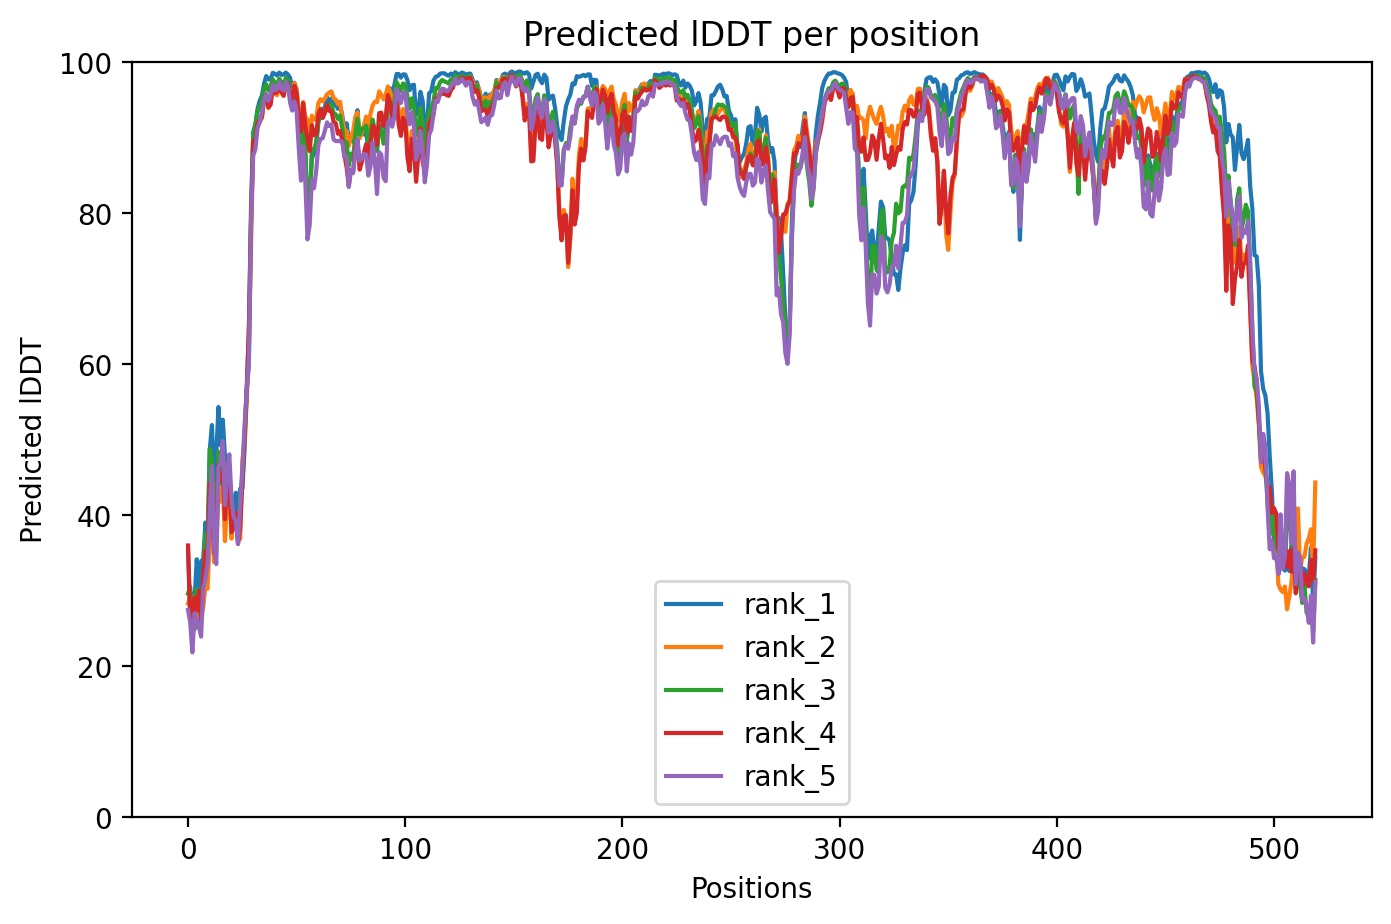 Predicted lDDT per position
100
80
60
40
20
0
Predicted lDDT
rank_1
rank_2
rank_3
rank_4
rank_5
0 100 200 300 400 500
Positions